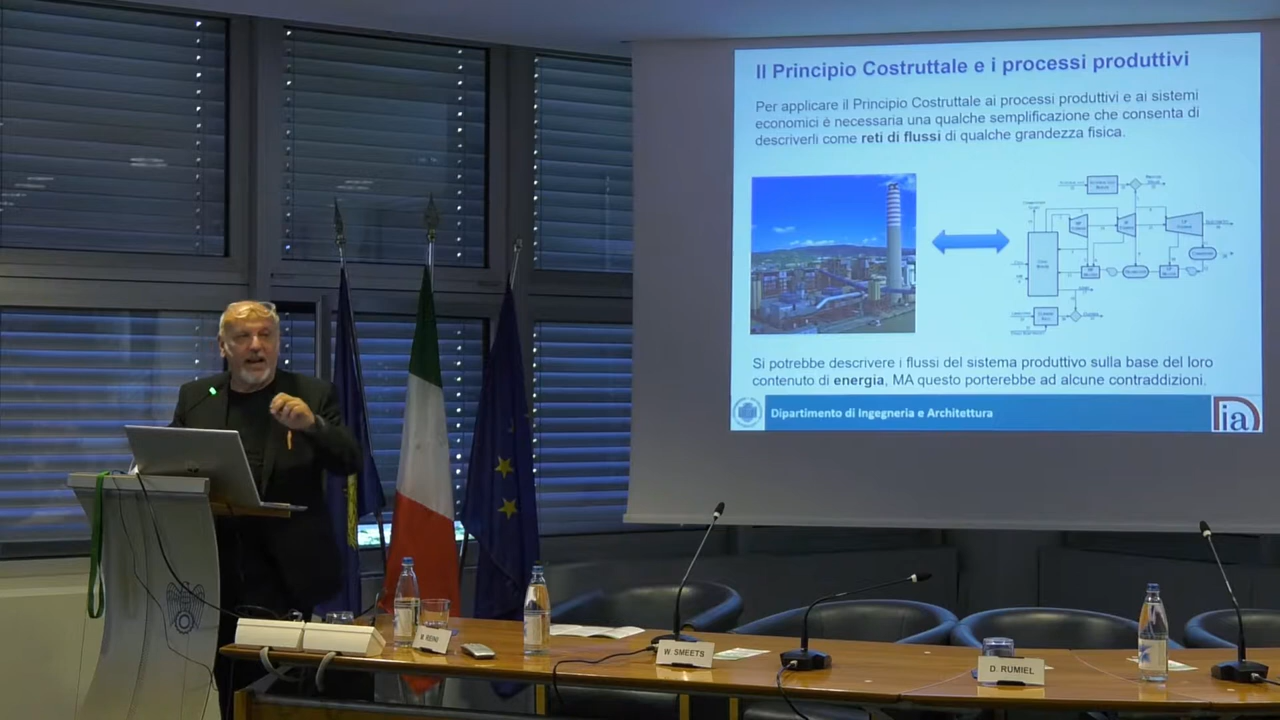 Il Principio Costruttale e i processi produttivi
Per applicare il Principio Costruttale ai processi produttivi e ai sistemi
economici è necessaria una qualche semplificazione che consenta di
descriverli come reti di flussi di qualche grandezza fisica.
Si potrebbe descrivere i flussi del sistema produttivo sulla base del loro
contenuto di energia, MA questo porterebbe ad alcune contraddizioni.
Dipartimento di Ingegneria e Architettura
Dia
M. REINI
W. SMEETS
D. RUMIEL